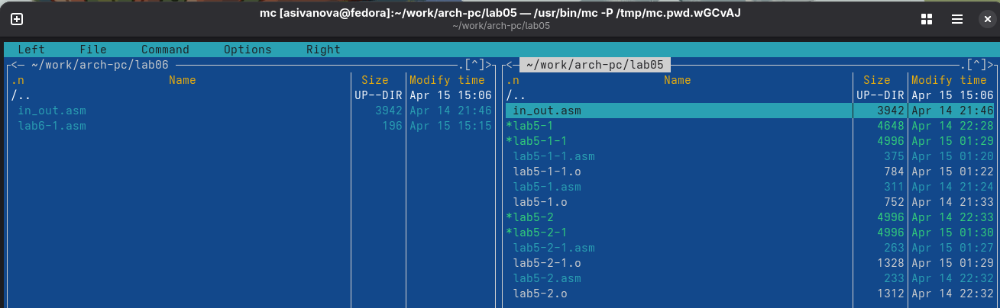 mc [asivanova@fedora]:~/work/arch-pc/lab05 — /usr/bin/mc -P /tmp/mc.pwd.wGCvAJ
~/work/arch-pc/lab05
Left File Command Options Right
<─ ~/work/arch-pc/lab06 .[^]>
.n Name Size Modify time
/.. UP--DIR Apr 15 15:06
in_out.asm 3942 Apr 14 21:46
lab6-1.asm 196 Apr 15 15:15
<─ ~/work/arch-pc/lab05 .[^]>
.n Name Size Modify time
/.. UP--DIR Apr 15 15:06
in_out.asm 3942 Apr 14 21:46
*lab5-1 4648 Apr 14 22:28
*lab5-1-1 4996 Apr 15 01:29
lab5-1-1.asm 375 Apr 15 01:20
lab5-1-1.o 784 Apr 15 01:22
lab5-1.asm 311 Apr 14 21:24
lab5-1.o 752 Apr 14 21:33
*lab5-2 4996 Apr 14 22:33
*lab5-2-1 4996 Apr 15 01:30
lab5-2-1.asm 263 Apr 15 01:27
lab5-2-1.o 1328 Apr 15 01:29
lab5-2.asm 233 Apr 14 22:32
lab5-2.o 1312 Apr 14 22:32